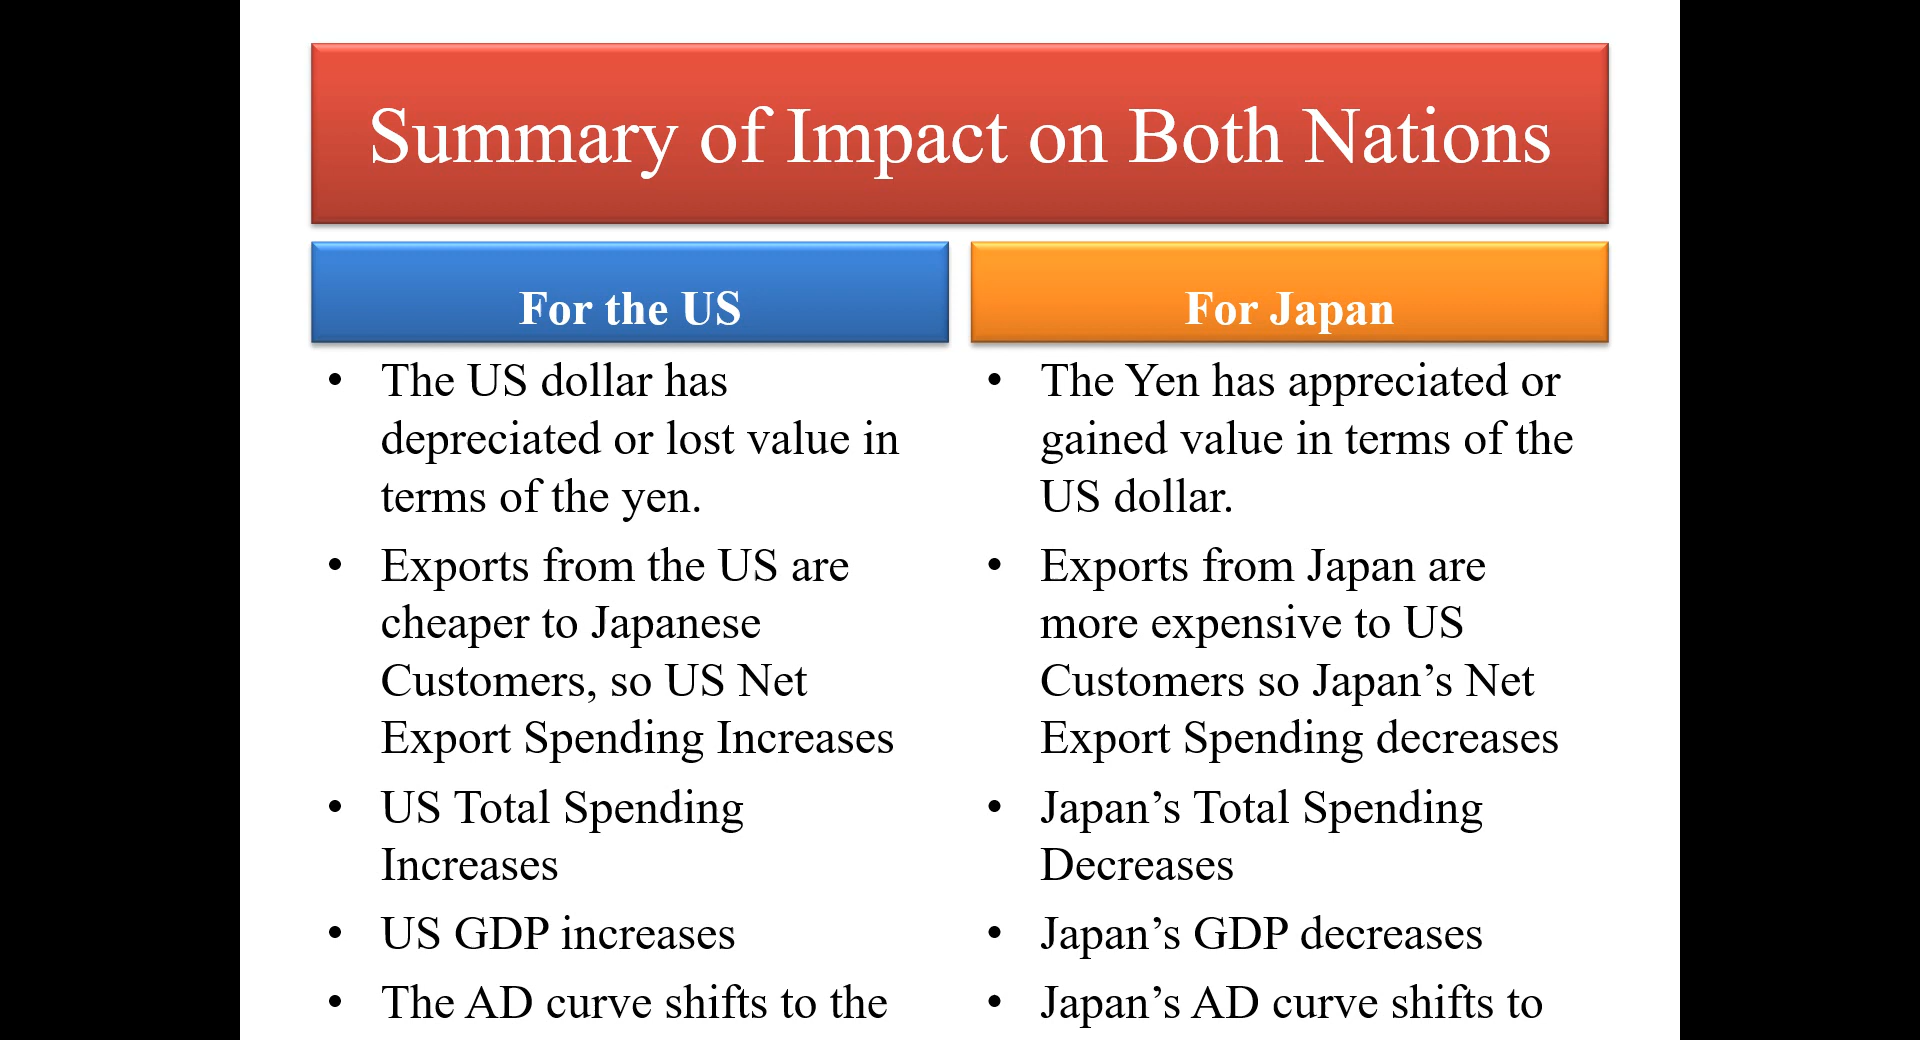 Summary of Impact on Both Nations
For the US
• The US dollar has
depreciated or lost value in
terms of the yen.
• Exports from the US are
cheaper to Japanese
Customers, so US Net
Export Spending Increases
• US Total Spending
Increases
• US GDP increases
• The AD curve shifts to the
For Japan
• The Yen has appreciated or
gained value in terms of the
US dollar.
• Exports from Japan are
more expensive to US
Customers so Japan’s Net
Export Spending decreases
• Japan’s Total Spending
Decreases
• Japan’s GDP decreases
• Japan’s AD curve shifts to